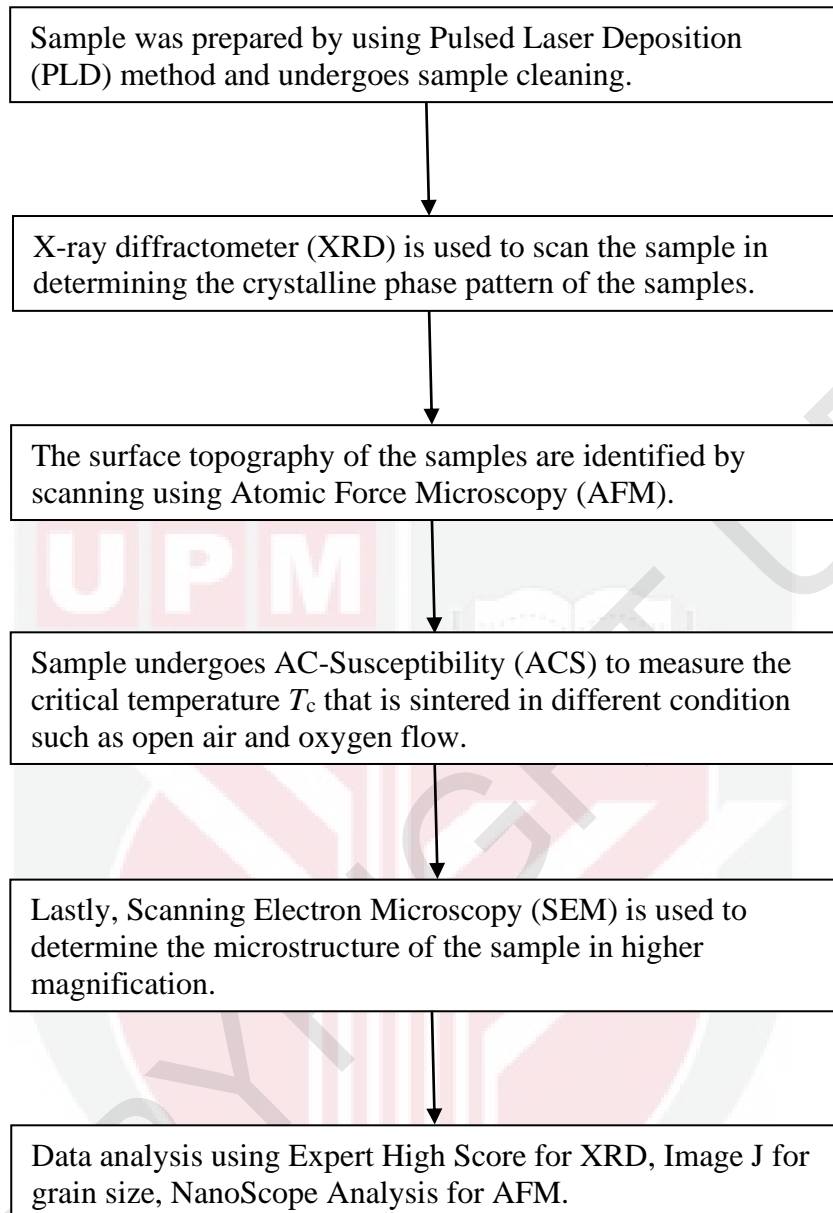 Sample was prepared by using Pulsed Laser Deposition
(PLD) method and undergoes sample cleaning.
X-ray diffractometer (XRD) is used to scan the sample in
determining the crystalline phase pattern of the samples.
The surface topography of the samples are identified by
scanning using Atomic Force Microscopy (AFM).
UPM
Sample undergoes AC-Susceptibility (ACS) to measure the
critical temperature Tc that is sintered in different condition
such as open air and oxygen flow.
Lastly, Scanning Electron Microscopy (SEM) is used to
determine the microstructure of the sample in higher
magnification.
Data analysis using Expert High Score for XRD, Image J for
grain size, NanoScope Analysis for AFM.